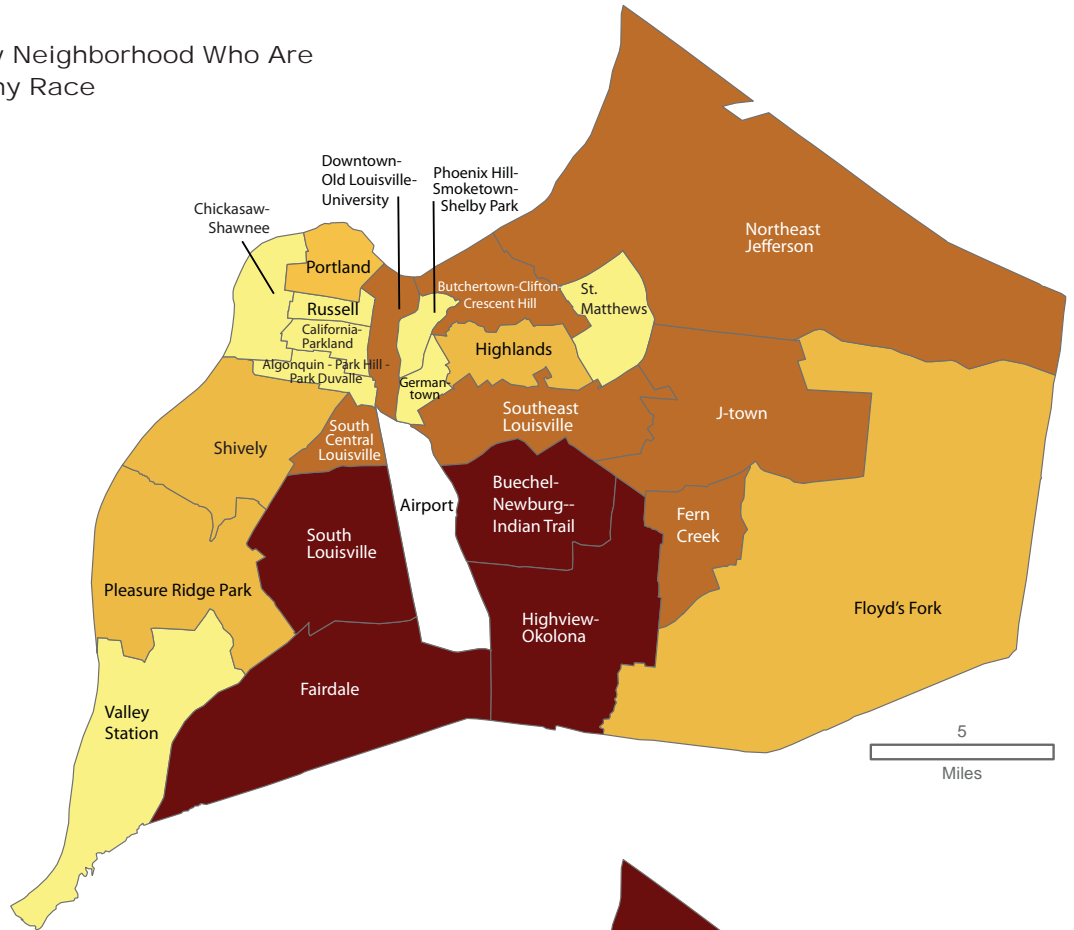 Neighborhood Who Are
Race
Downtown-
Old Louisville-
University
Phoenix Hill-
Smoketown-
Shelby Park
Chickasaw-
Shawnee
Portland
Russell
California-
Parkland
Algonquin - Park Hill -
Park Duvalle
Butchertown-Clifton-
Crescent Hill
St.
Matthews
Northeast
Jefferson
Highlands
German-
town
Southeast
Louisville
J-town
South
Central
Louisville
Shively
Airport
Buechel-
Newburg--
Indian Trail
Fern
Creek
South
Louisville
Pleasure Ridge Park
Highview-
Okolona
Floyd's Fork
Fairdale
Valley
Station
5
Miles